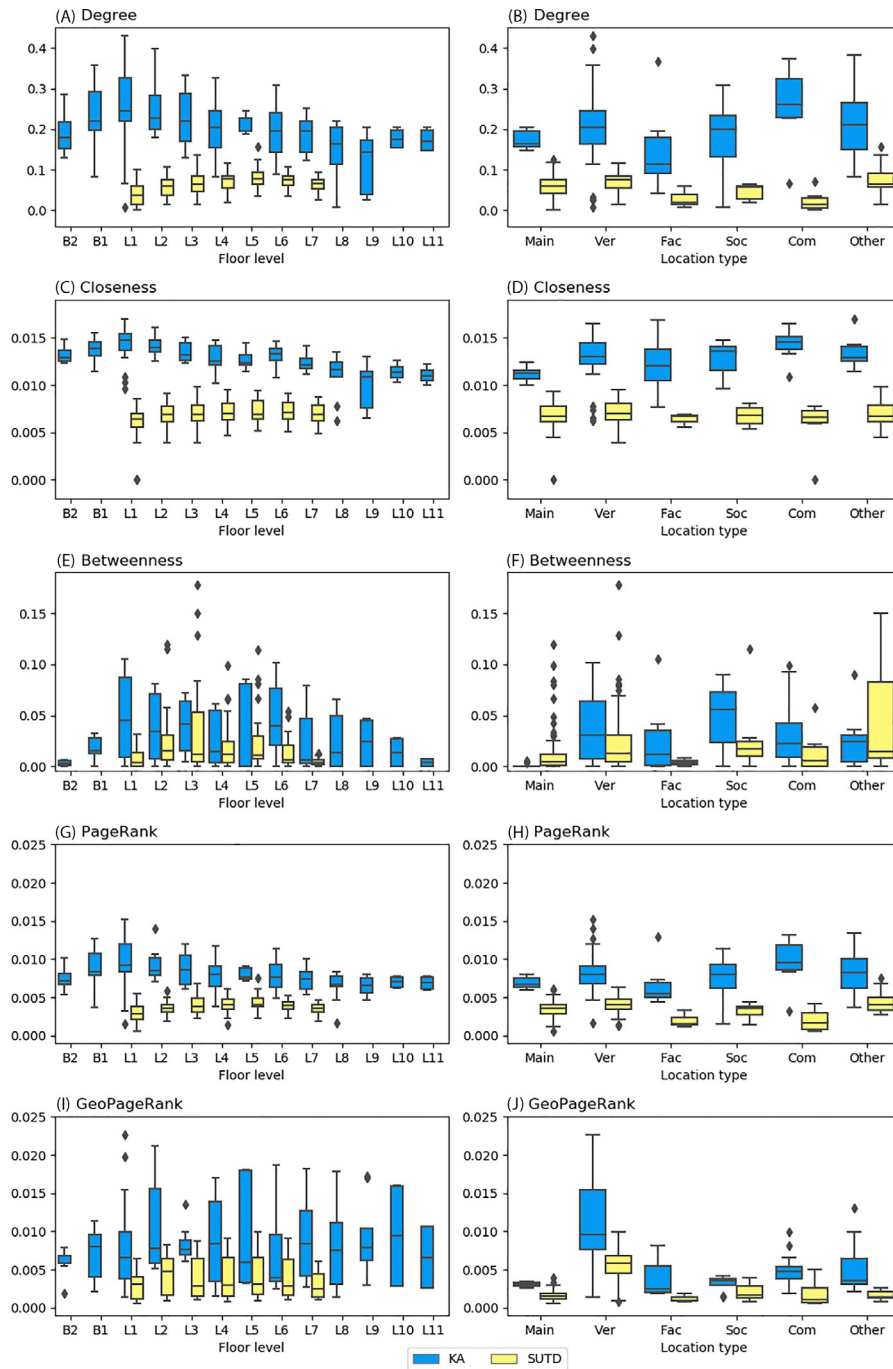 (A) Degree
(B) Degree
0.4
0.3
0.2
0.1
0.0
B2 B1 L1 L2 L3 L4 L5 L6 L7 L8 L9 L10 L11
Floor level
0.4
0.3
0.2
0.1
0.0
Main Ver Fac Soc Com Other
Location type
(C) Closeness
(D) Closeness
0.015
0.010
0.005
0.000
B2 B1 L1 L2 L3 L4 L5 L6 L7 L8 L9 L10 L11
Floor level
0.015
0.010
0.005
0.000
Main Ver Fac Soc Com Other
Location type
(E) Betweenness
(F) Betweenness
0.15
0.10
0.05
0.00
B2 B1 L1 L2 L3 L4 L5 L6 L7 L8 L9 L10 L11
Floor level
0.15
0.10
0.05
0.00
Main Ver Fac Soc Com Other
Location type
(G) PageRank
(H) PageRank
0.025
0.020
0.015
0.010
0.005
0.000
B2 B1 L1 L2 L3 L4 L5 L6 L7 L8 L9 L10 L11
Floor level
0.025
0.020
0.015
0.010
0.005
0.000
Main Ver Fac Soc Com Other
Location type
(I) GeoPageRank
(J) GeoPageRank
0.025
0.020
0.015
0.010
0.005
0.000
B2 B1 L1 L2 L3 L4 L5 L6 L7 L8 L9 L10 L11
Floor level
0.025
0.020
0.015
0.010
0.005
0.000
Main Ver Fac Soc Com Other
Location type
KA SUTD